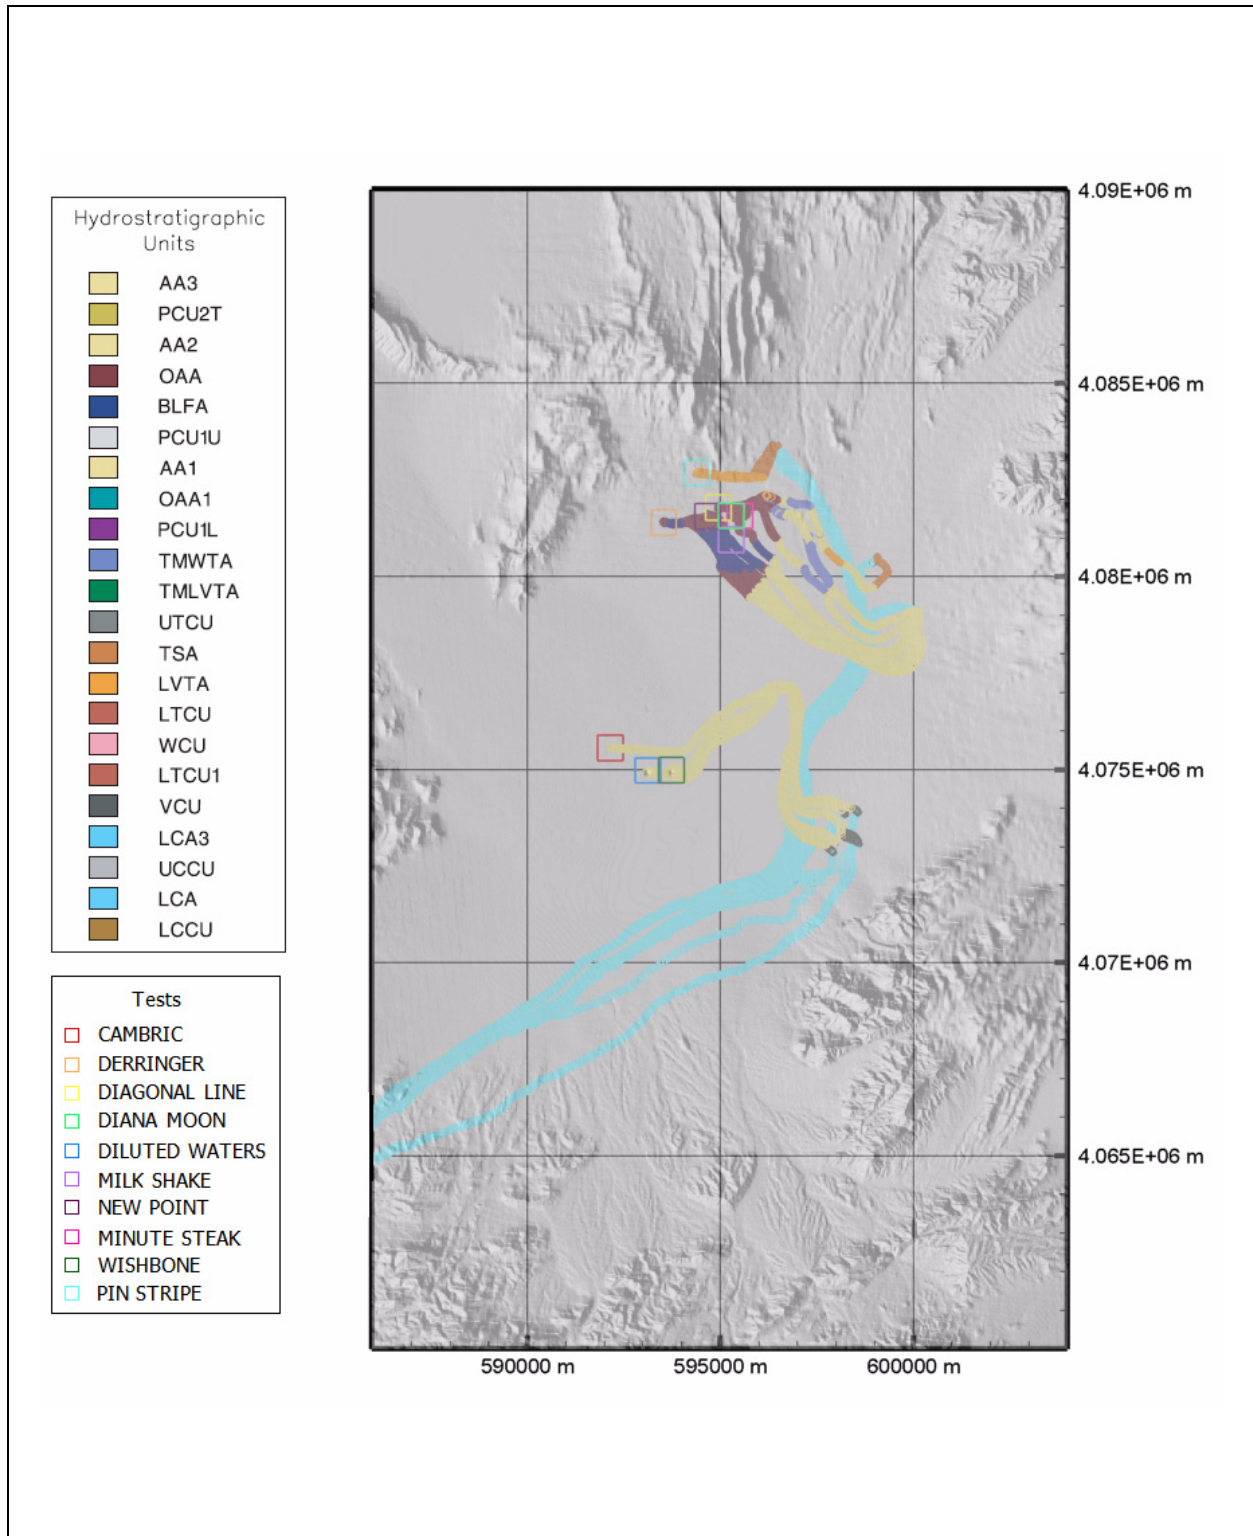 Hydrostratigraphic
Units
AA3
PCU2T
AA2
OAA
BLFA
PCU1U
AA1
OAA1
PCU1L
TMWTA
TMLVTA
UTCU
TSA
LVTA
LTCU
WCU
LTCU1
VCU
LCA3
UCCU
LCA
LCCU
Tests
CAMBRIC
DERRINGER
DIAGONAL LINE
DIANA MOON
DILUTED WATERS
MILK SHAKE
NEW POINT
MINUTE STEAK
WISHBONE
PIN STRIPE
4.09E+06 m
4.085E+06 m
4.08E+06 m
4.075E+06 m
4.07E+06 m
4.065E+06 m
590000 m
595000 m
600000 m